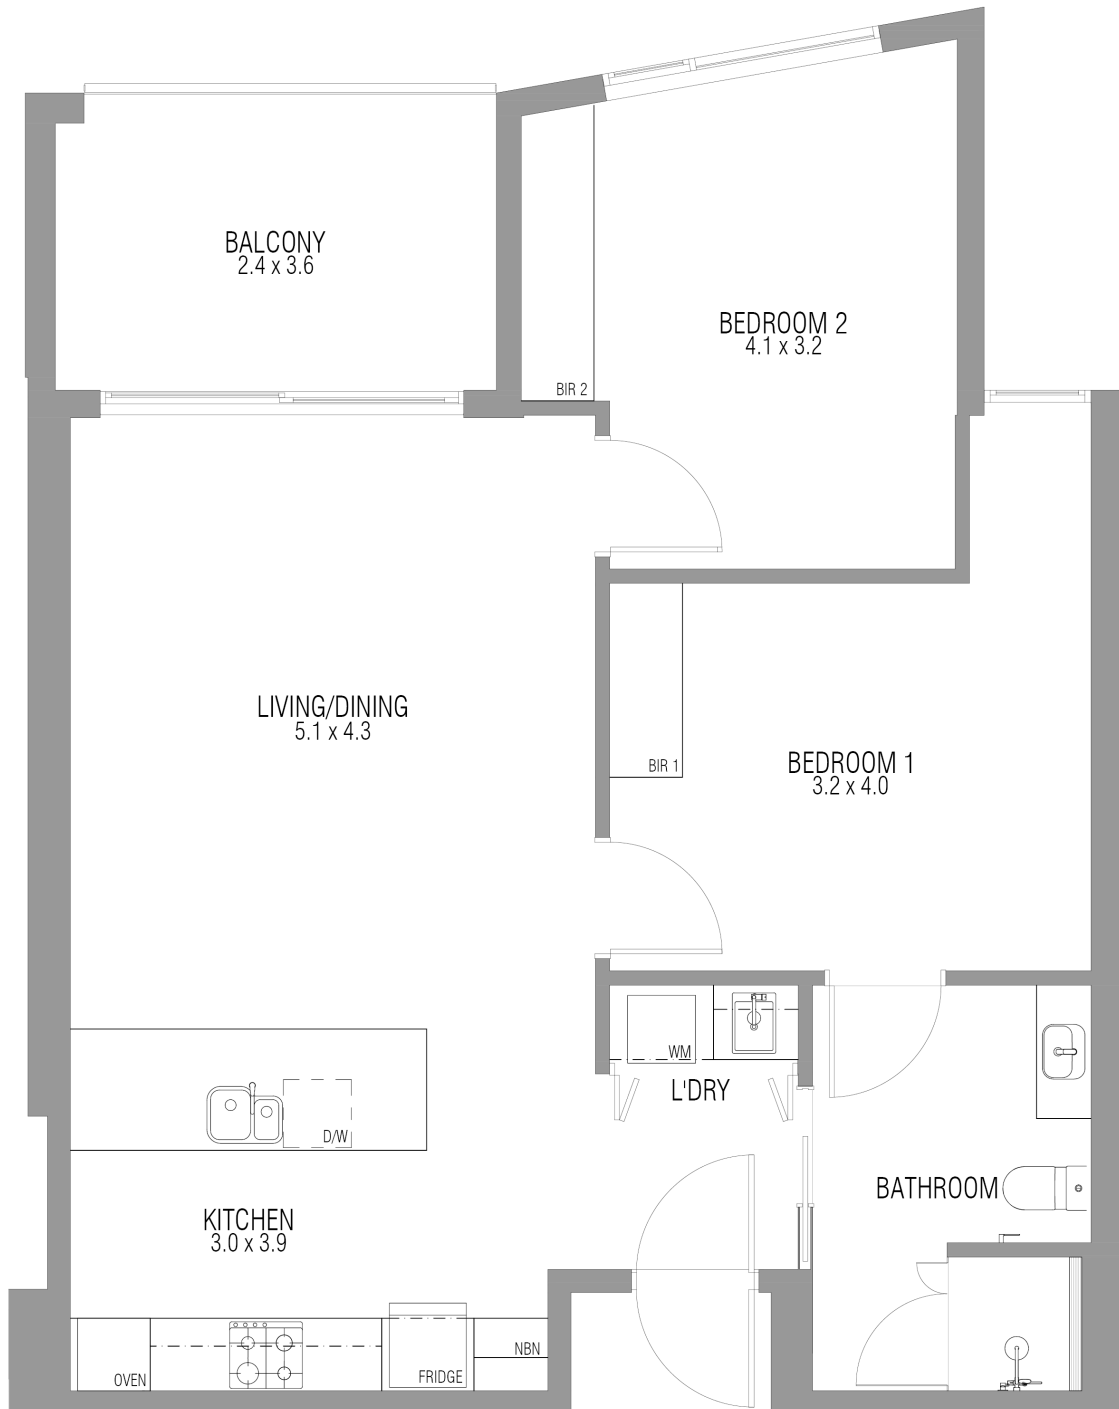 BALCONY
2.4 x 3.6
BEDROOM 2
4.1 x 3.2
BIR 2
LIVING/DINING
5.1 x 4.3
BIR 1
BEDROOM 1
3.2 x 4.0
WM
L'DRY
D/W
BATHROOM
KITCHEN
3.0 x 3.9
OVEN
FRIDGE
NBN